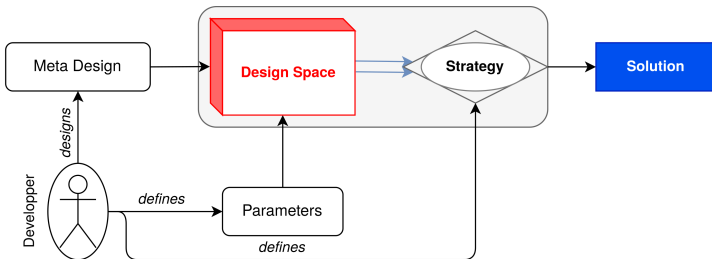 Meta Design
Design Space
Strategy
Solution
designs
Developper
defines
Parameters
defines